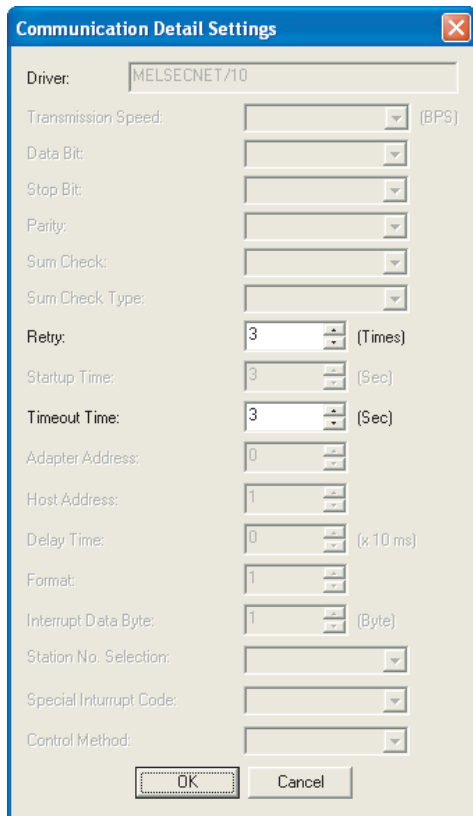 Communication Detail Settings
Driver: MELSECNET/10
Transmission Speed: (BPS)
Data Bit:
Stop Bit:
Parity:
Sum Check:
Sum Check Type:
Retry: 3 (Times)
Startup Time: 3 (Sec)
Timeout Time: 3 (Sec)
Adapter Address: 0
Host Address: 1
Delay Time: 0 (x 10 ms)
Format: 1
Interrupt Data Byte: 1 (Byte)
Station No. Selection:
Special Inturrupt Code:
Control Method:
OK Cancel